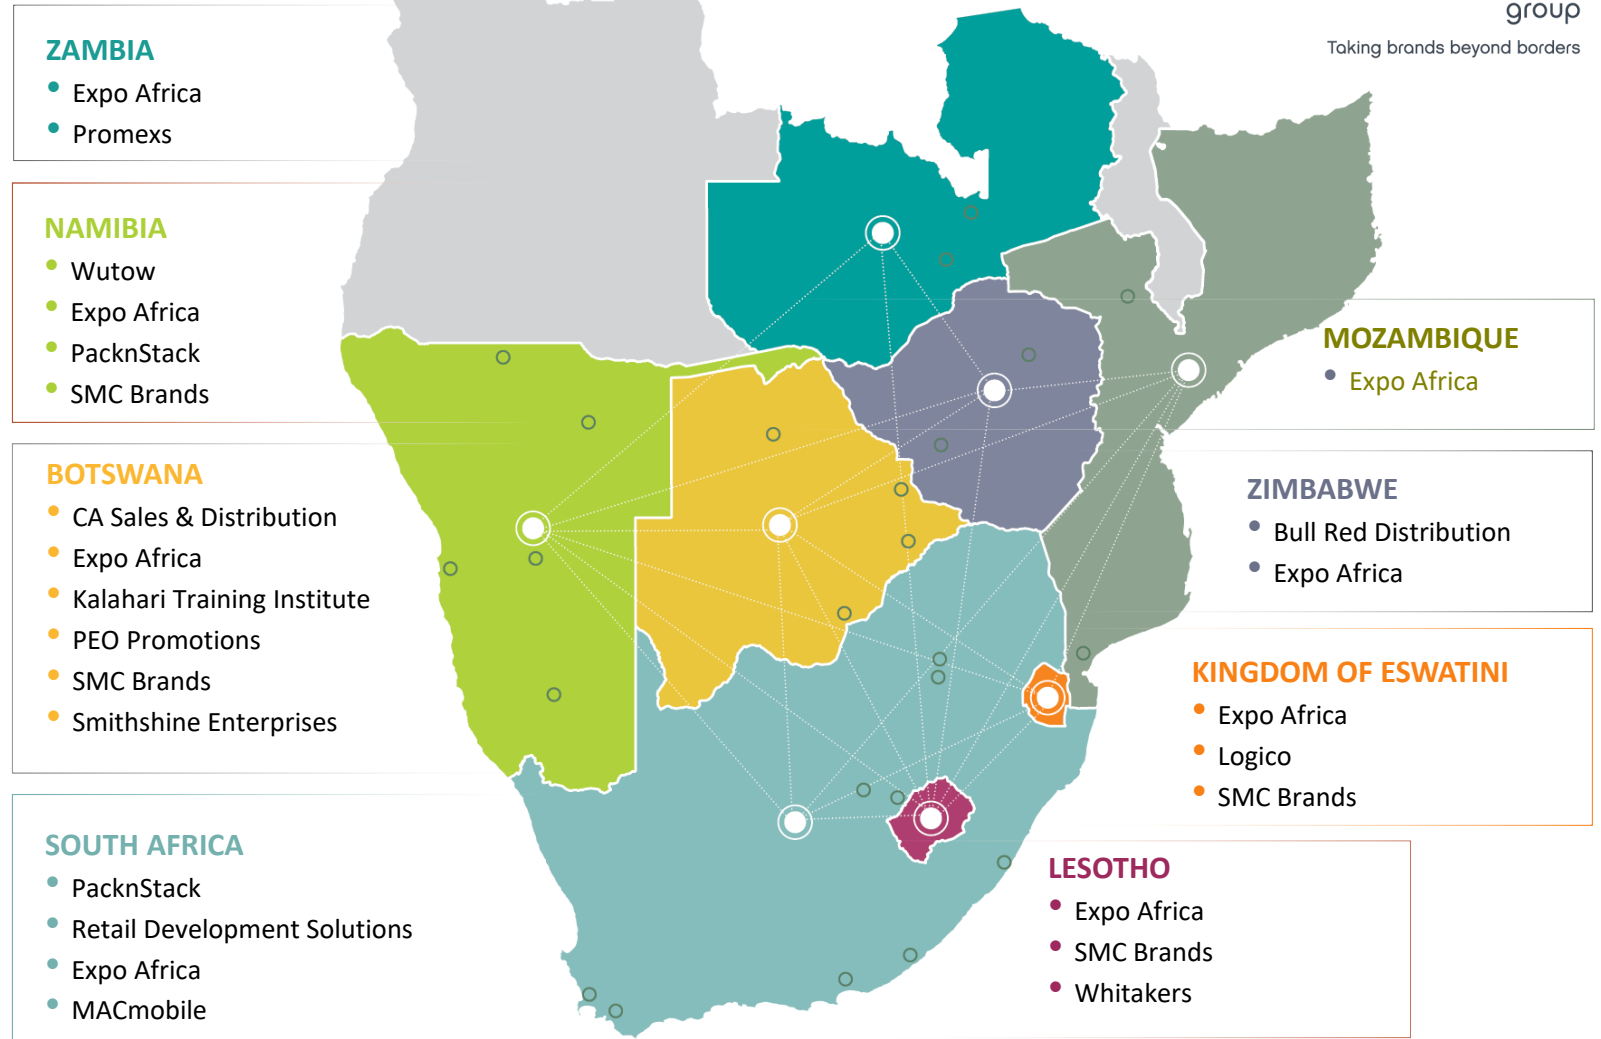 group
Taking brands beyond borders
ZAMBIA
Expo Africa
Promexs
NAMIBIA
Wutow
Expo Africa
PacknStack
SMC Brands
BOTSWANA
CA Sales & Distribution
Expo Africa
Kalahari Training Institute
PEO Promotions
SMC Brands
Smithshine Enterprises
SOUTH AFRICA
PacknStack
Retail Development Solutions
Expo Africa
MACmobile
MOZAMBIQUE
Expo Africa
ZIMBABWE
Bull Red Distribution
Expo Africa
KINGDOM OF ESWATINI
Expo Africa
Logico
SMC Brands
LESOTHO
Expo Africa
SMC Brands
Whitakers